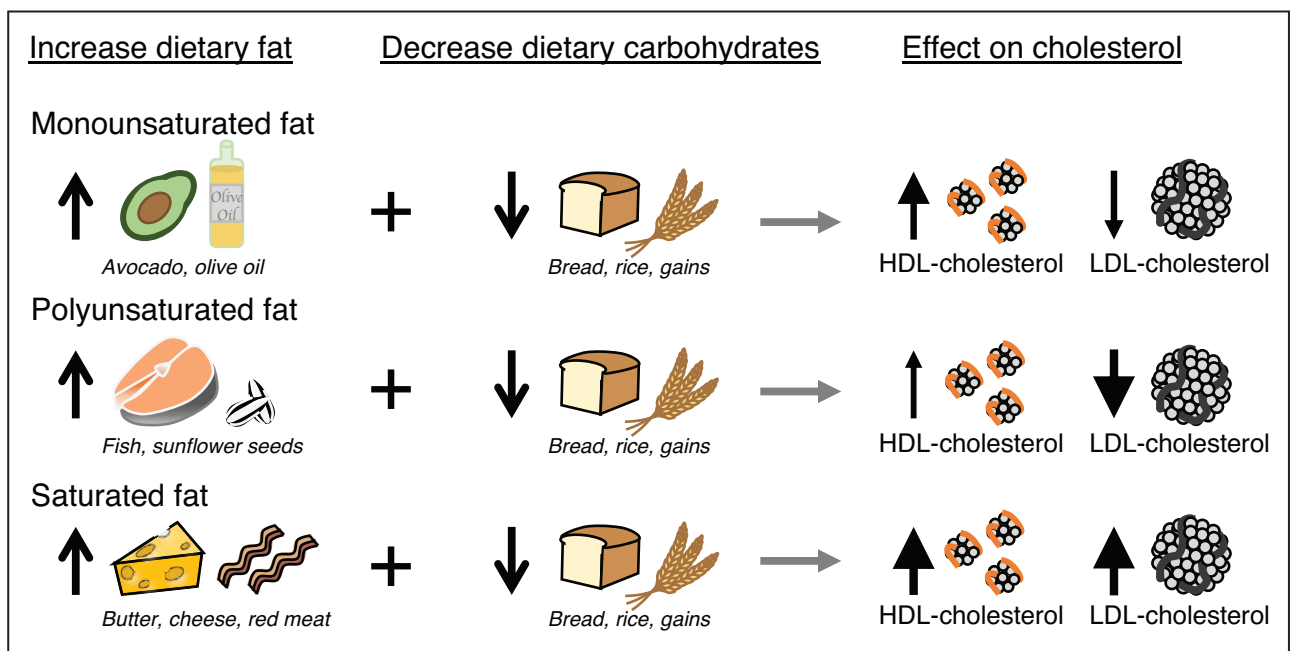 Increase dietary fat
Decrease dietary carbohydrates
Effect on cholesterol
Monounsaturated fat
Olive
Oil
Avocado, olive oil
Bread, rice, gains
HDL-cholesterol
LDL-cholesterol
Polyunsaturated fat
Fish, sunflower seeds
Bread, rice, gains
HDL-cholesterol
LDL-cholesterol
Saturated fat
Butter, cheese, red meat
Bread, rice, gains
HDL-cholesterol
LDL-cholesterol